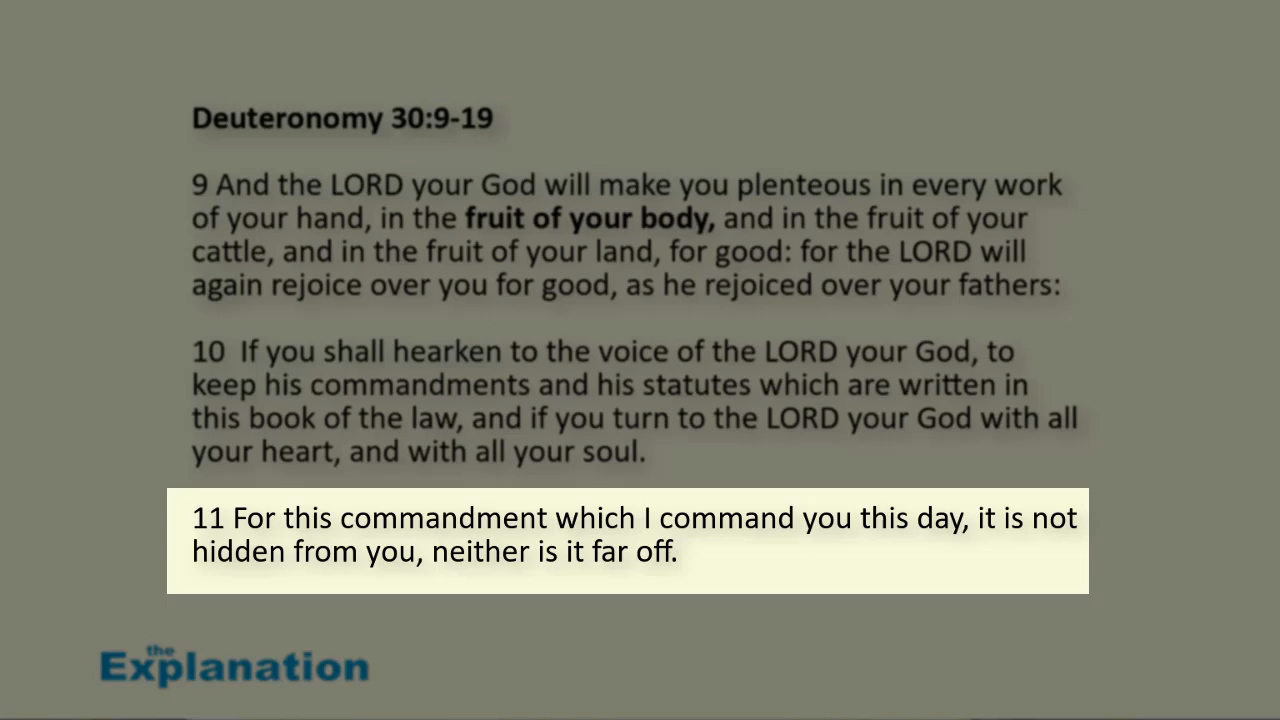 Deuteronomy 30:9-19
9 And the LORD your God will make you plenteous in every work
of your hand, in the fruit of your body, and in the fruit of your
cattle, and in the fruit of your land, for good: for the LORD will
again rejoice over you for good, as he rejoiced over your fathers:
10 If you shall hearken to the voice of the LORD your God, to
keep his commandments and his statutes which are written in
this book of the law, and if you turn to the LORD your God with all
your heart, and with all your soul.
11 For this commandment which I command you this day, it is not
hidden from you, neither is it far off.
the
Explanation